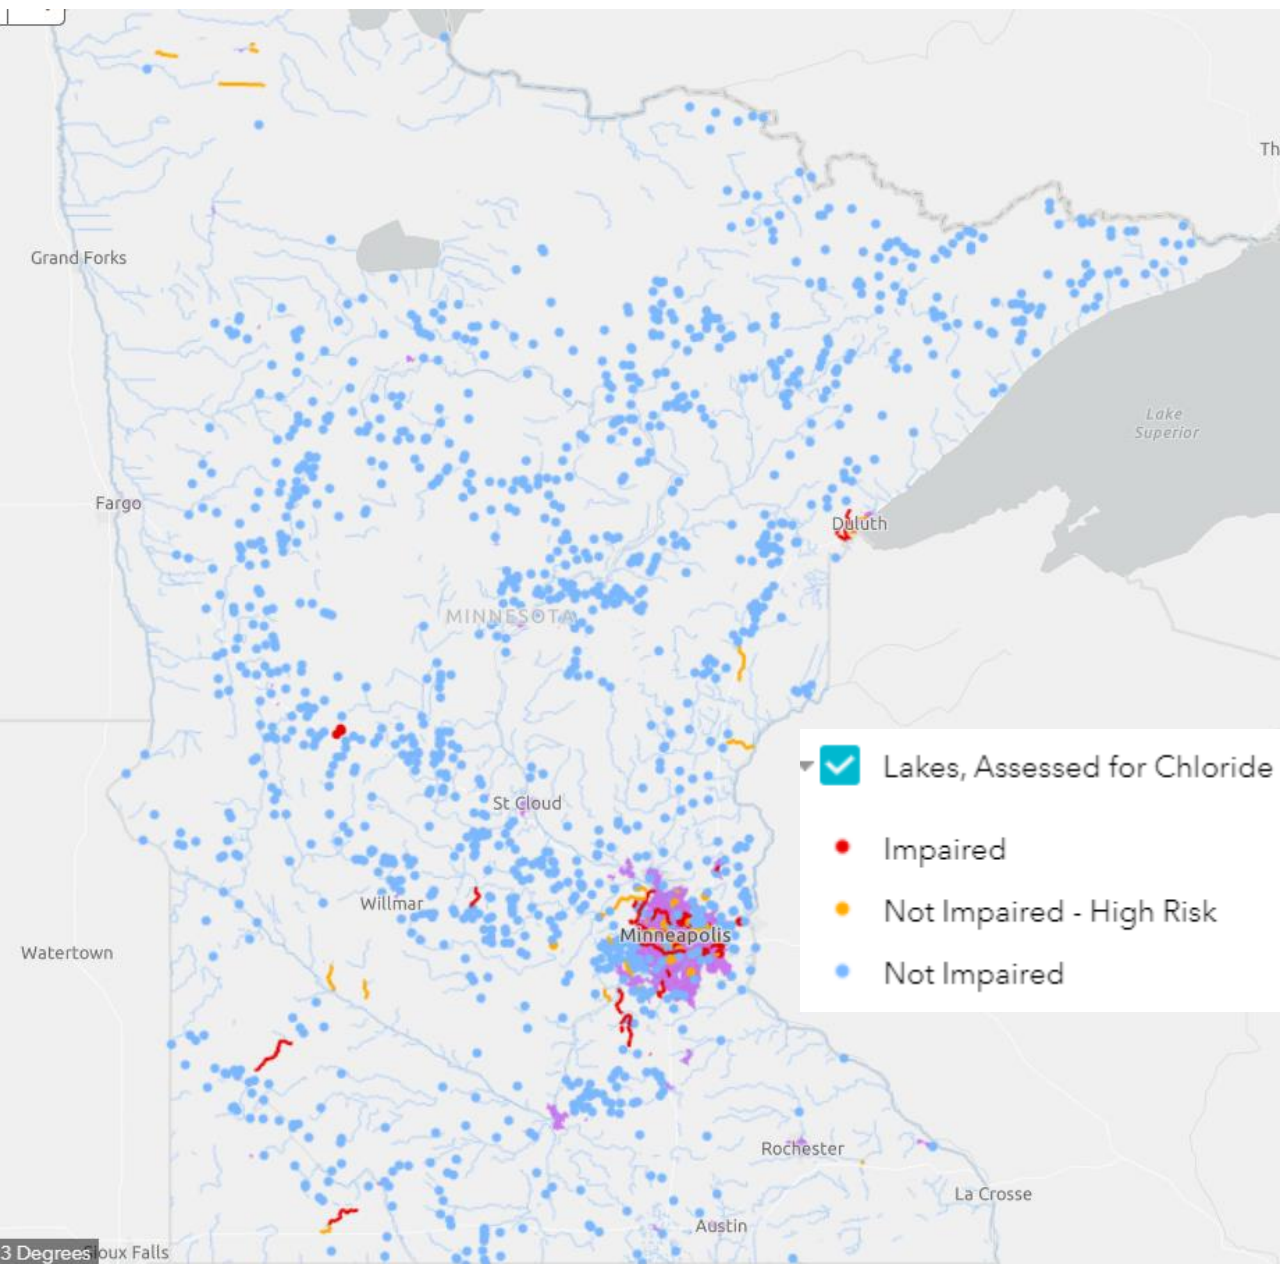 Th
Grand Forks
Lake
Superior
Fargo
Duluth
MINNESOTA
Lakes, Assessed for Chloride
St Cloud
Impaired
Willmar
Not Impaired - High Risk
Minneapolis
Watertown
Not Impaired
Rochester
La Crosse
Austin
3 Degrees
Sioux Falls